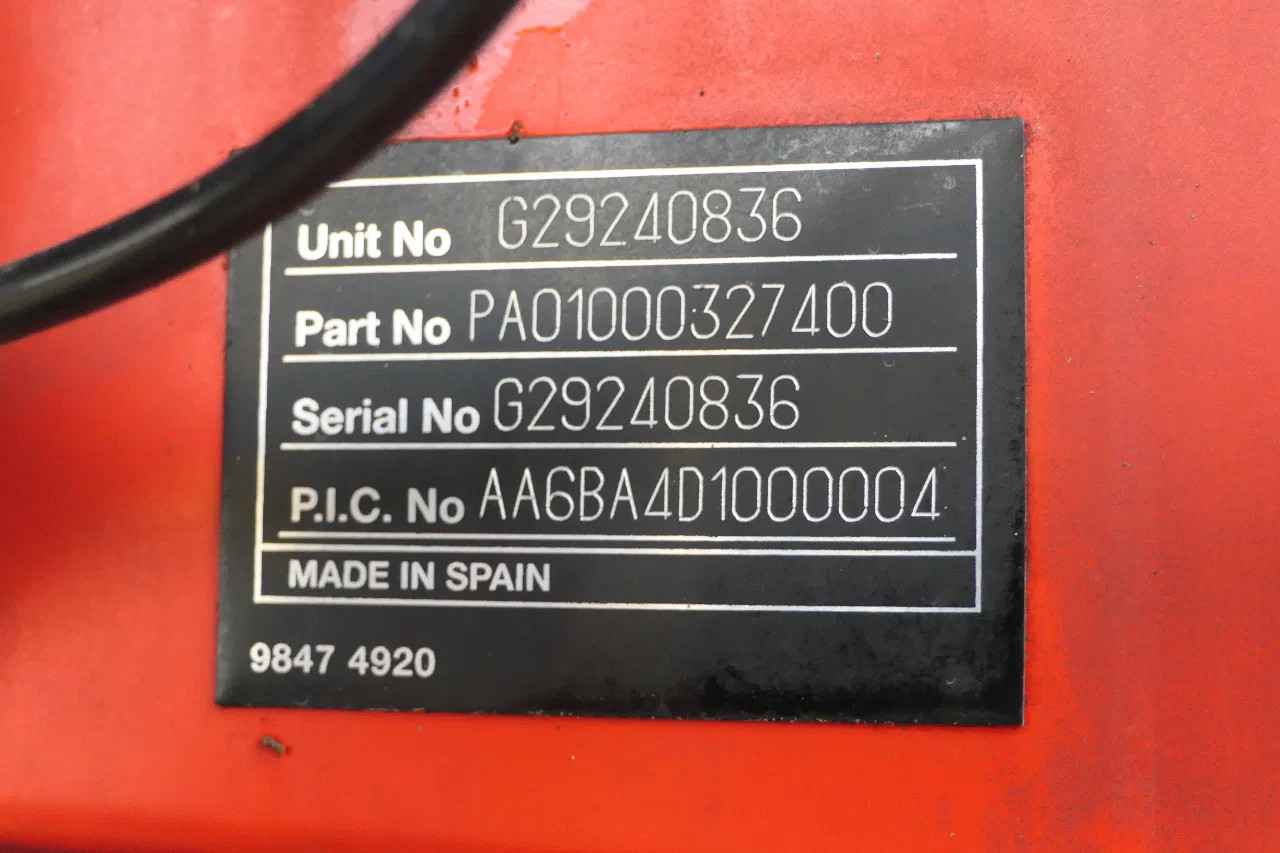 Unit No G29240836
Part No PA01000327400
Serial No G29240836
P.I.C. No AA6BA4D1000004
MADE IN SPAIN
9847 4920